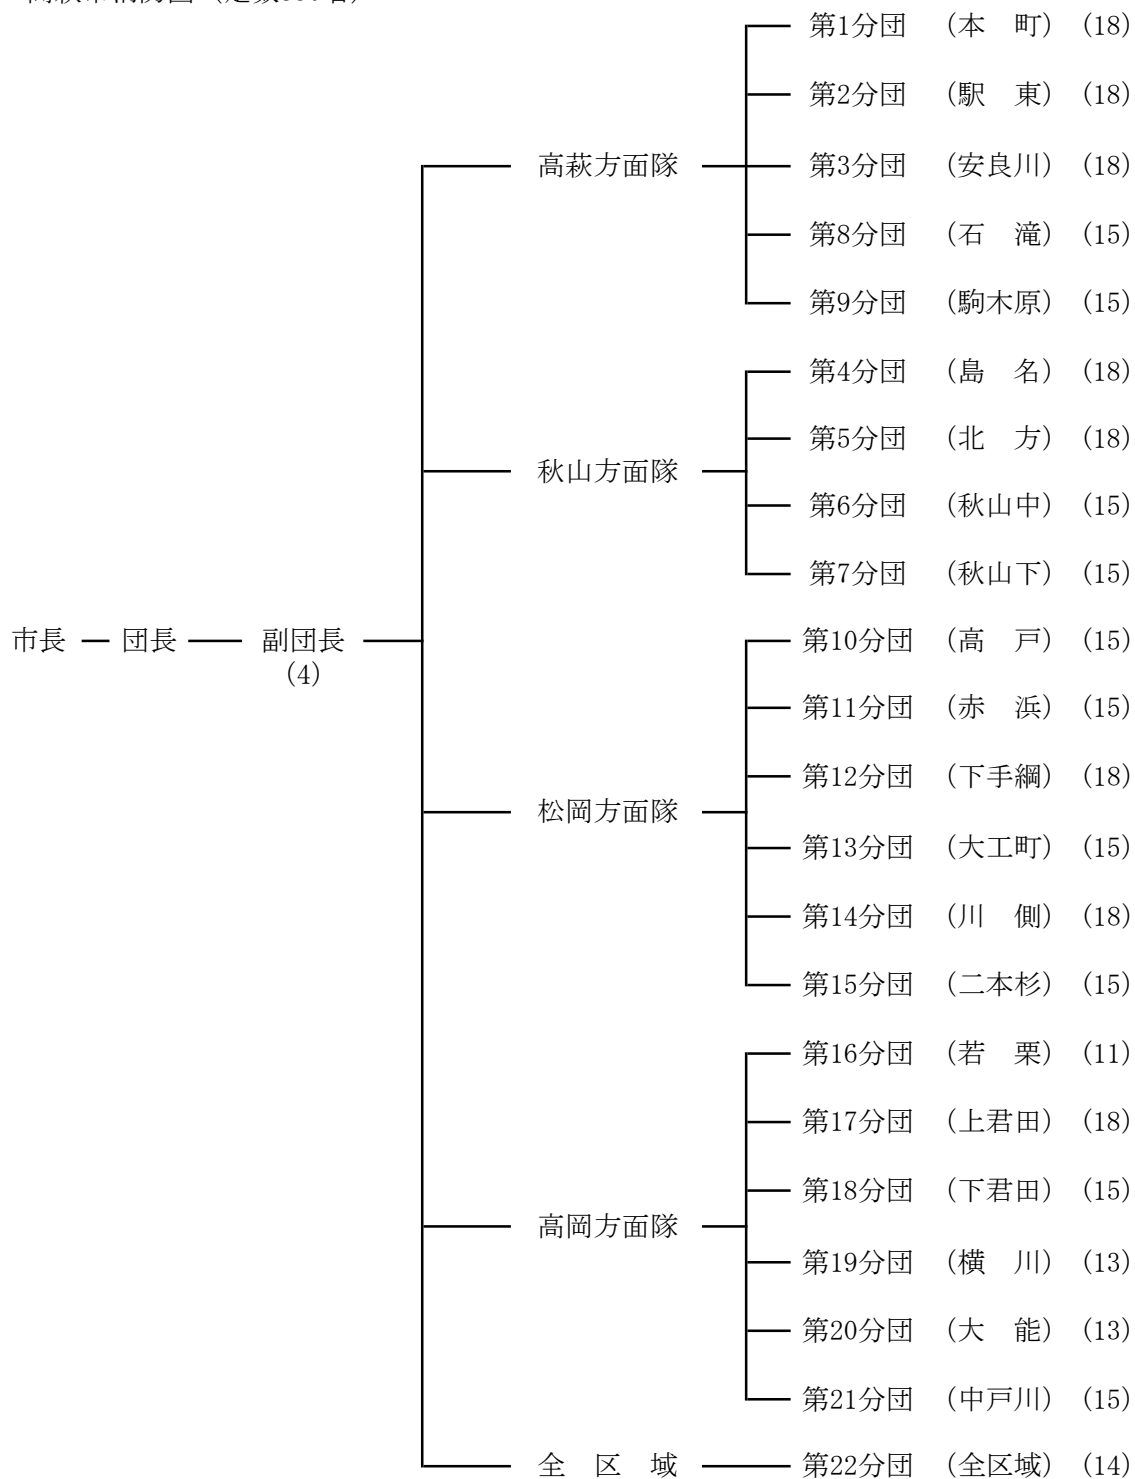 第1分団 (本 町) (18)
第2分団 (駅 東) (18)
高萩方面隊 第3分団 (安良川) (18)
第8分団 (石 滝) (15)
第9分団 (駒木原) (15)
第4分団 (島 名) (18)
第5分団 (北 方) (18)
秋山方面隊
第6分団 (秋山中) (15)
第7分団 (秋山下) (15)
市長 団長 副団長 第10分団 (高 戸) (15)
(4)
第11分団 (赤 浜) (15)
第12分団 (下手綱) (18)
松岡方面隊
第13分団 (大工町) (15)
第14分団 (川 側) (18)
第15分団 (二本杉) (15)
第16分団 (若 栗) (11)
第17分団 (上君田) (18)
第18分団 (下君田) (15)
高岡方面隊
第19分団 (横 川) (13)
第20分団 (大 能) (13)
第21分団 (中戸川) (15)
全 区 域 第22分団 (全区域) (14)